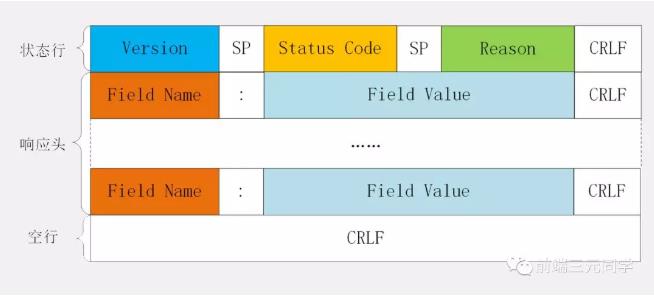 状态行 Version SP Status Code SP Reason CRLF
Field Name : Field Value CRLF
响应头 ……
Field Name : Field Value CRLF
空行 CRLF
前端三元同学